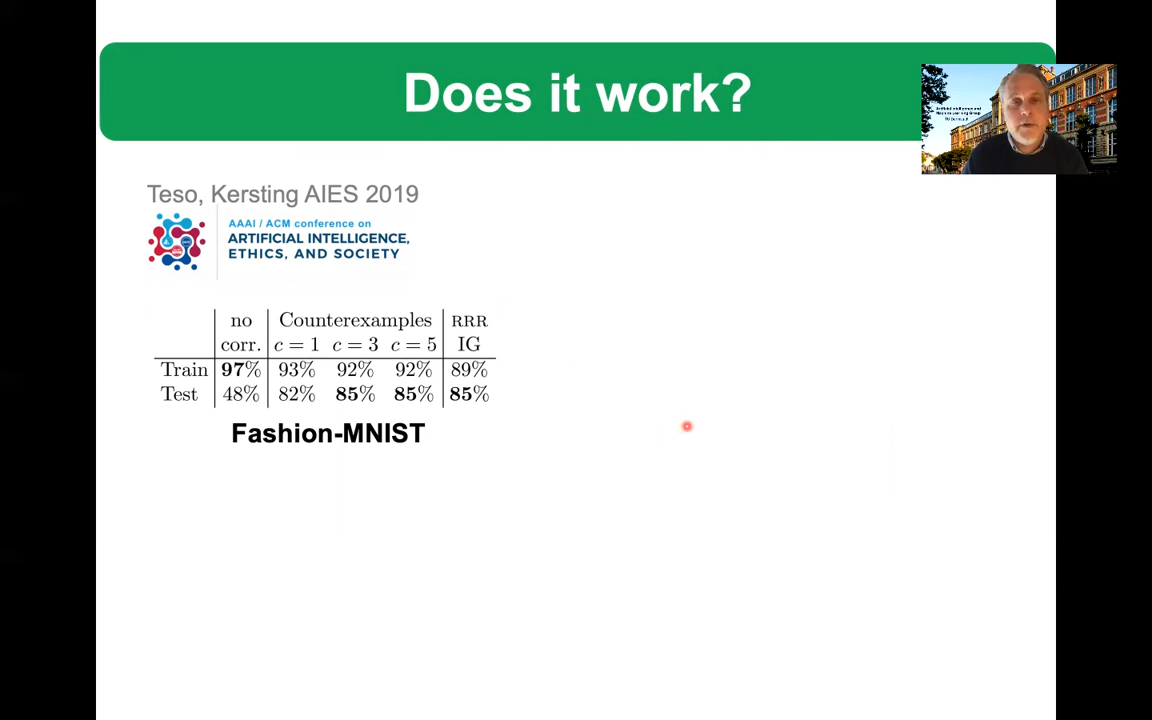 Does it work?
Teso, Kersting AIES 2019
AAAI / ACM conference on
ARTIFICIAL INTELLIGENCE,
ETHICS, AND SOCIETY
no Counterexamples RRR
corr. c = 1 c = 3 c = 5 IG
Train 97% 93% 92% 92% 89%
Test 48% 82% 85% 85% 85%
Fashion-MNIST